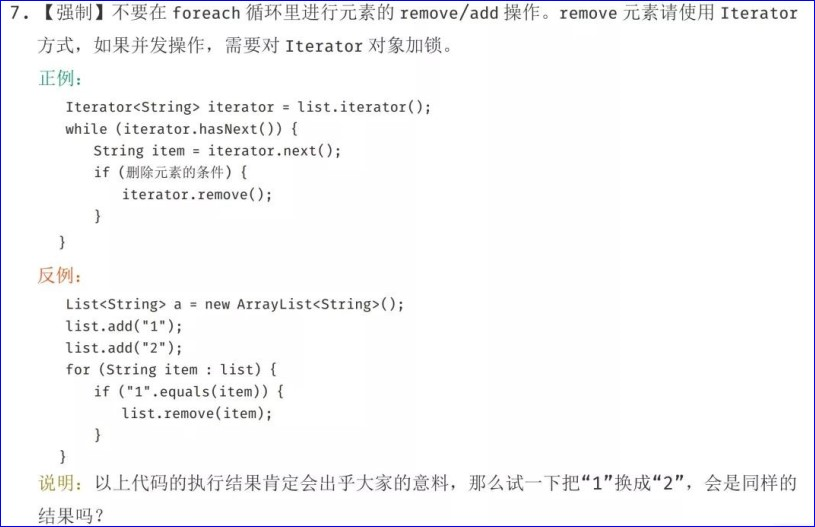 7. 【强制】不要在 foreach 循环里进行元素的 remove/add 操作。remove 元素请使用 Iterator
方式，如果并发操作，需要对 Iterator 对象加锁。
正例：
Iterator<String> iterator = list.iterator();
while (iterator.hasNext()) {
String item = iterator.next();
if (删除元素的条件) {
iterator.remove();
}
}
反例：
List<String> a = new ArrayList<String>();
list.add("1");
list.add("2");
for (String item : list) {
if ("1".equals(item)) {
list.remove(item);
}
}
说明：以上代码的执行结果肯定会出乎大家的意料，那么试一下把“1”换成“2”，会是同样的
结果吗？